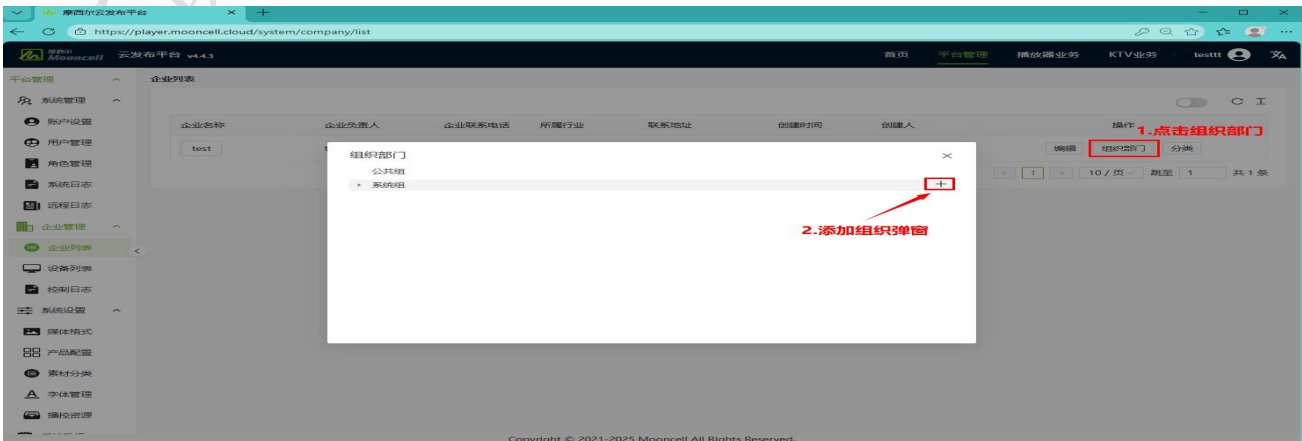 摩西尔云发布平台
https://player.mooncell.cloud/system/company/list
摩西尔 Mooncell 云发布平台 v4.4.3 首页 平台管理 播放器业务 KTV业务 testtt
平台管理 企业列表
系统管理
账户设置 企业名称 企业负责人 企业联系电话 所属行业 联系地址 创建时间 创建人 操作 1.点击组织部门
用户管理 test 编辑 组织部门 分类
组织部门
角色管理 公共组 1 10/页 跳至 1 共1条
系统日志 系统组
远程日志
企业管理 2.添加组织弹窗
企业列表
设备列表
控制日志
系统设置
媒体格式
产品配置
素材分类
字体管理
播控资源
Copyright © 2021-2025 Mooncell All Rights Reserved.